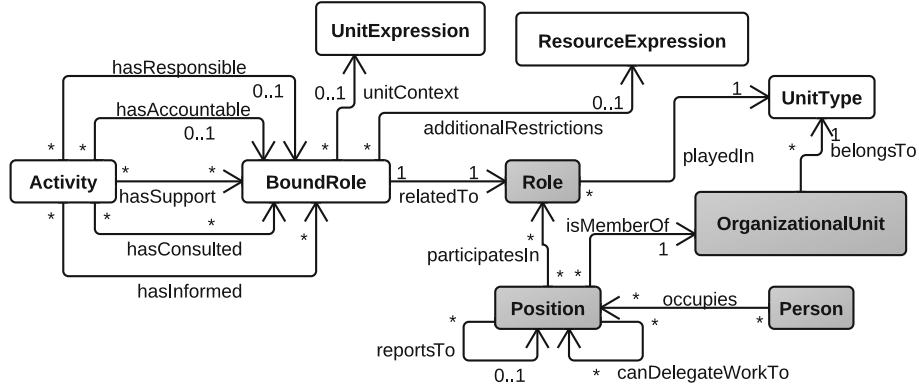 UnitExpression
ResourceExpression
hasResponsible
0..1
0..1
unitContext
0..1
1
UnitType
hasAccountable
0..1
additionalRestrictions
playedIn
1
belongsTo
*
*
*
*
*
*
Activity
*
hasSupport
*
BoundRole
1
relatedTo
1
Role
*
OrganizationalUnit
*
*
*
*
hasConsulted
hasInformed
*
participatesIn
isMemberOf
1
*
*
Position
*
occupies
*
Person
*
reportsTo
0..1
*
*
canDelegateWorkTo